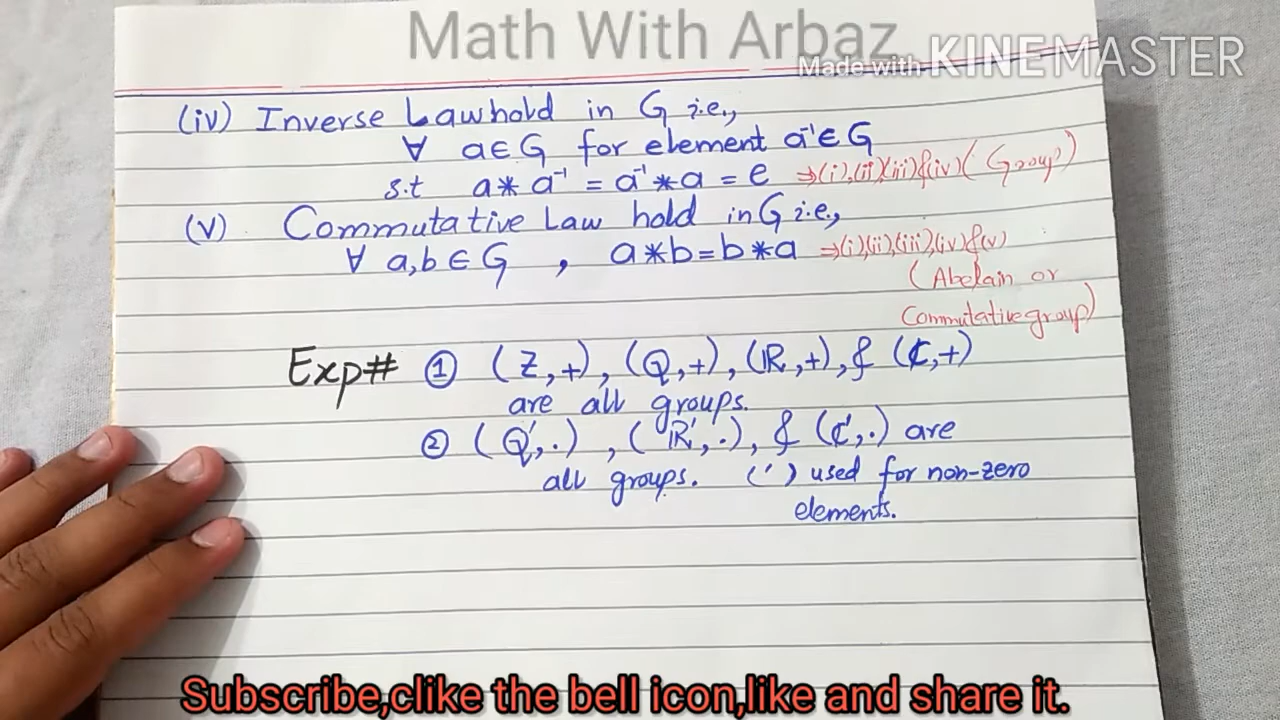 Math With Arbaz
Made with KINEMASTER
(iv) Inverse Law hold in G i.e.,
∀ a∈G for element a⁻¹∈G
s.t a * a⁻¹ = a⁻¹ * a = e ⇒(i),(ii)(iii)&(iv)(Group)
(v) Commutative Law hold in G i.e.,
∀ a,b ∈ G , a*b=b*a ⇒(i),(ii),(iii),(iv)&(v)
(Abelain or
Commutative group)
Exp# ① (Z,+), (Q,+), (ℝ,+), & (ℂ,+)
are all groups.
② (Q',.) , (ℝ',.), & (ℂ',.) are
all groups. (') used for non-zero
elements.
Subscribe,clike the bell icon,like and share it.